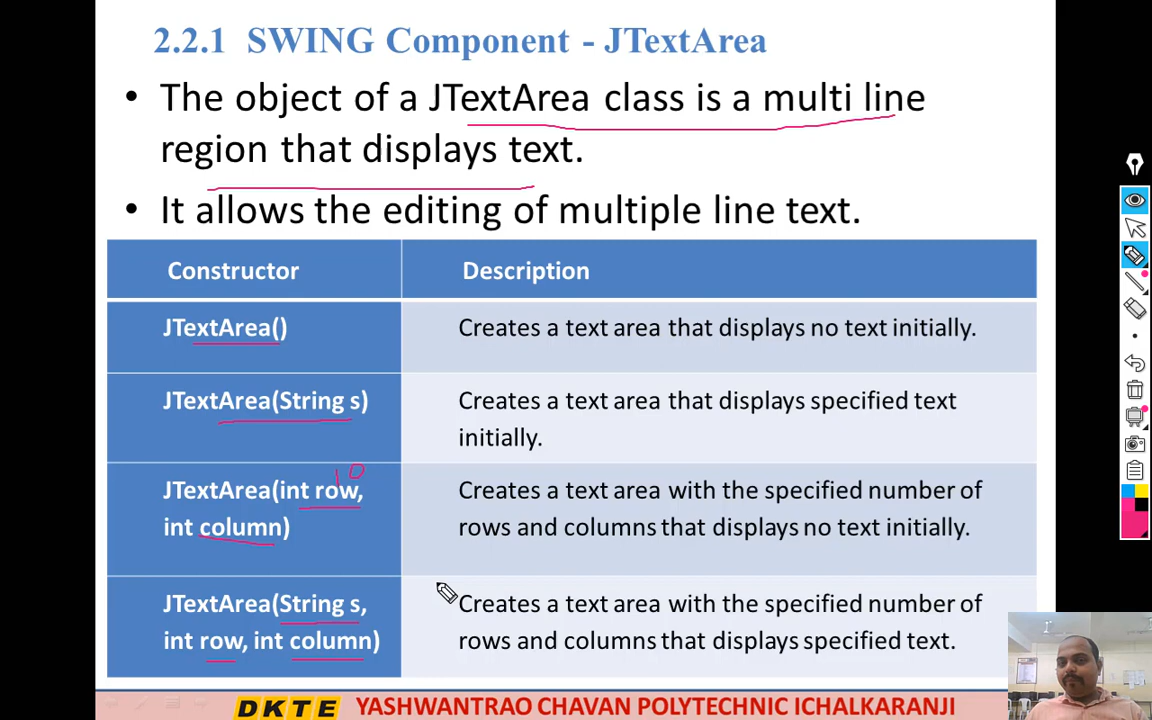 2.2.1 SWING Component - JTextArea
• The object of a JTextArea class is a multi line
region that displays text.
• It allows the editing of multiple line text.
Constructor Description
JTextArea() Creates a text area that displays no text initially.
JTextArea(String s) Creates a text area that displays specified text
initially.
10
JTextArea(int row, Creates a text area with the specified number of
int column) rows and columns that displays no text initially.
JTextArea(String s, Creates a text area with the specified number of
int row, int column) rows and columns that displays specified text.
DKTE YASHWANTRAO CHAVAN POLYTECHNIC ICHALKARANJI